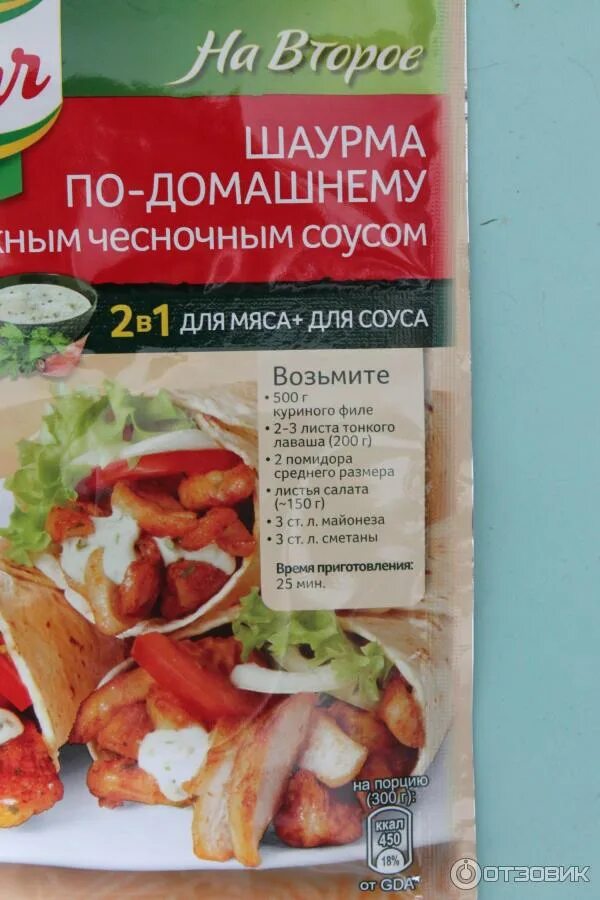 На Второе
ШАУРМА
ПО-ДОМАШНЕМУ
чесночным соусом
2в1 ДЛЯ МЯСА+ ДЛЯ СОУСА
Возьмите
• 500 г
куриного филе
• 2-3 листа тонкого
лаваша (200 г)
• 2 помидора
среднего размера
• листья салата
(~150 г)
• 3 ст. л. майонеза
• 3 ст. л. сметаны
Время приготовления:
25 мин.
на порцию
(300 г):
ккал
450
18%
от GDA*
ОТЗОВИК